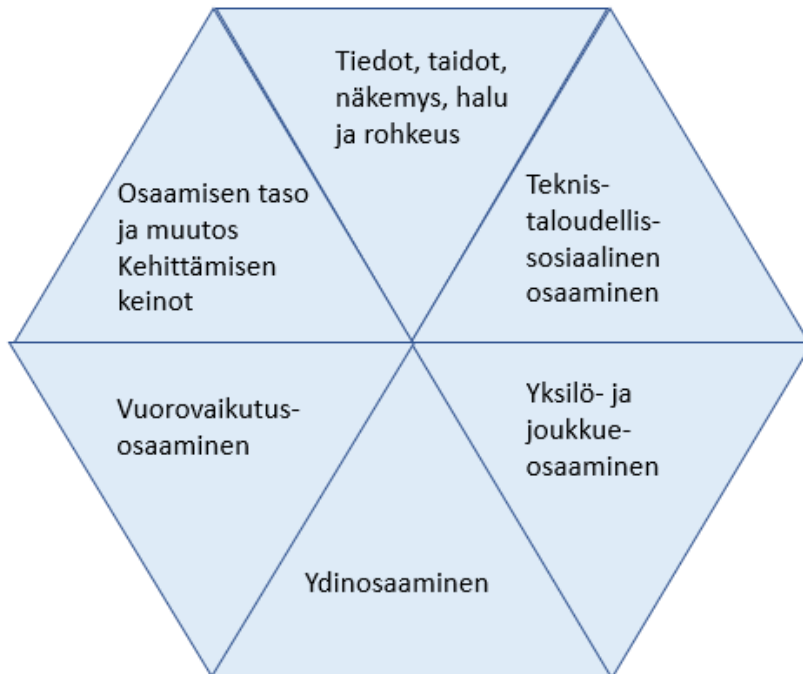 Tiedot, taidot,
näkemys, halu
ja rohkeus
Osaamisen taso
ja muutos
Kehittämisen
keinot
Teknis-
taloudellis-
sosiaalinen
osaaminen
Vuorovaikutus-
osaaminen
Yksilö- ja
joukkue-
osaaminen
Ydinosaaminen